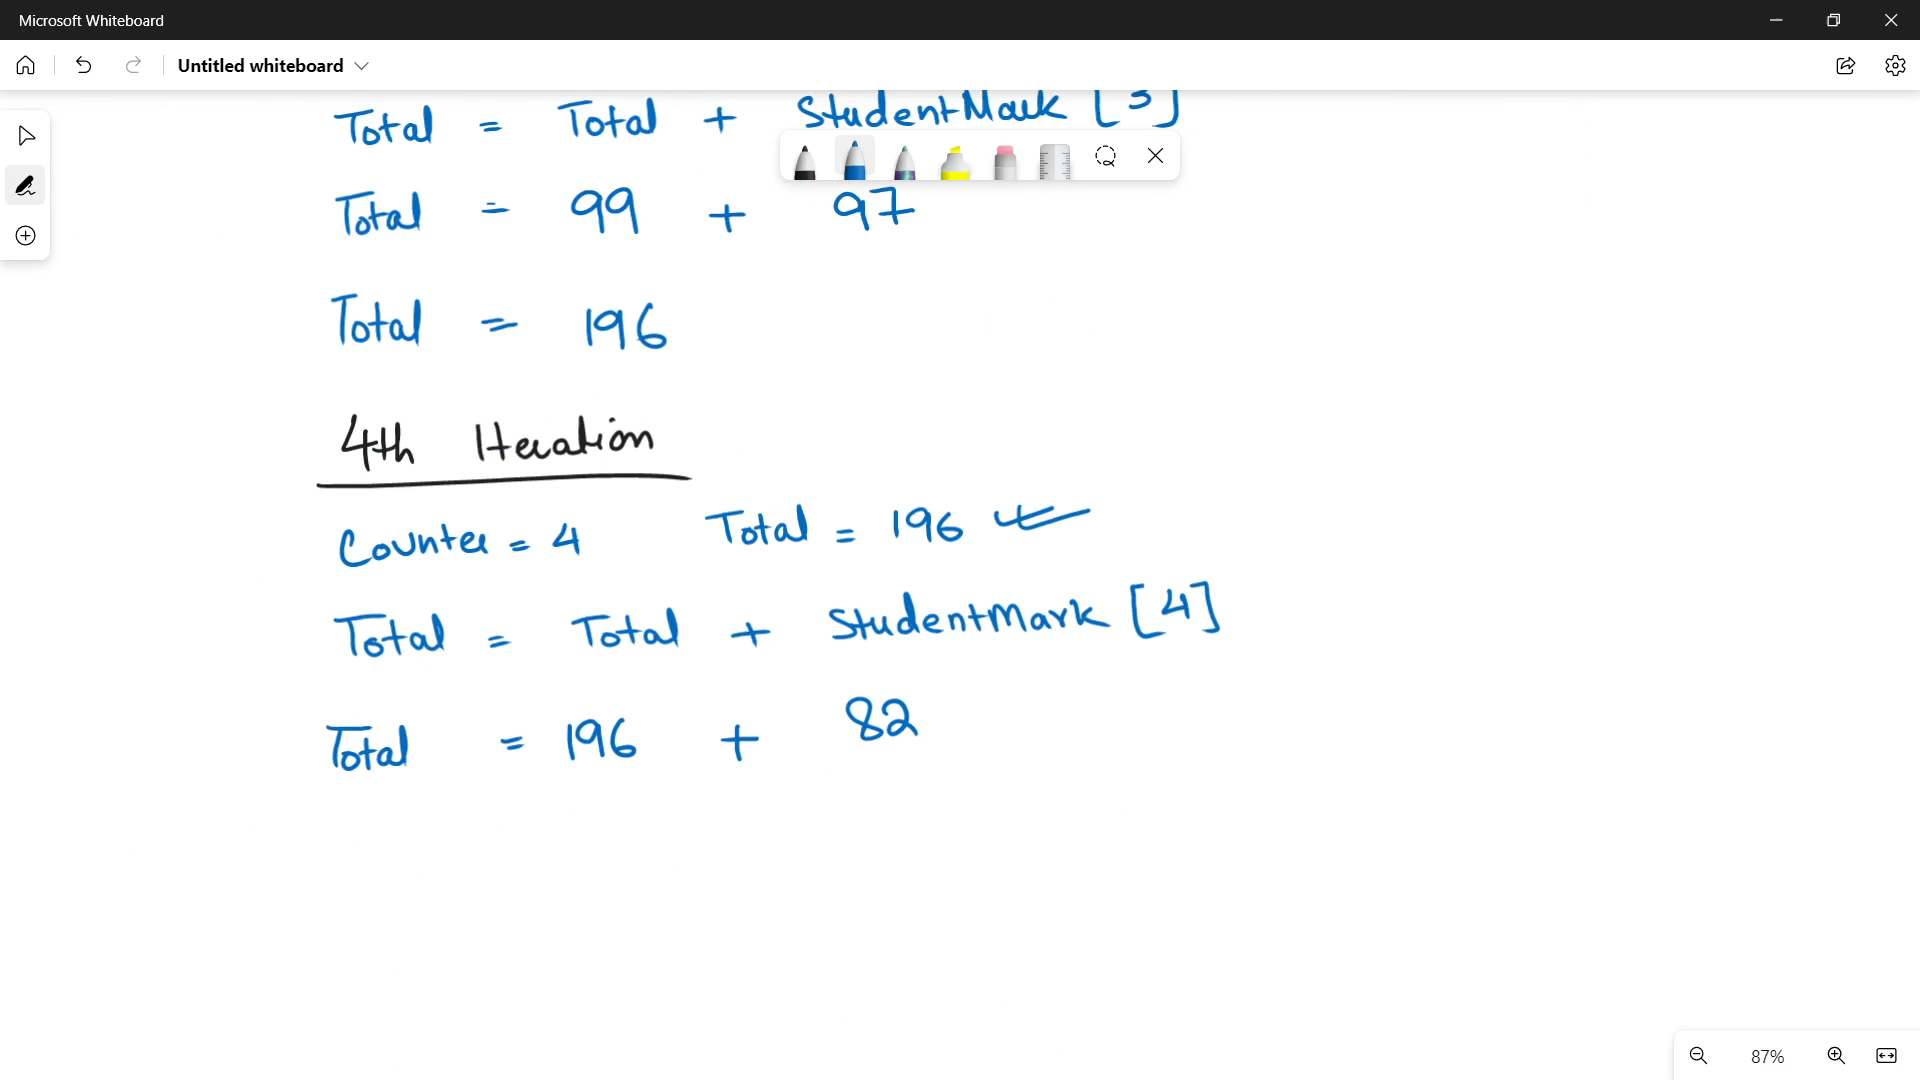 Microsoft Whiteboard
Untitled whiteboard
Total = Total + StudentMark [3]
Total = 99 + 97
Total = 196
4th Iteration
Counter = 4 Total = 196
Total = Total + StudentMark [4]
Total = 196 + 82
87%